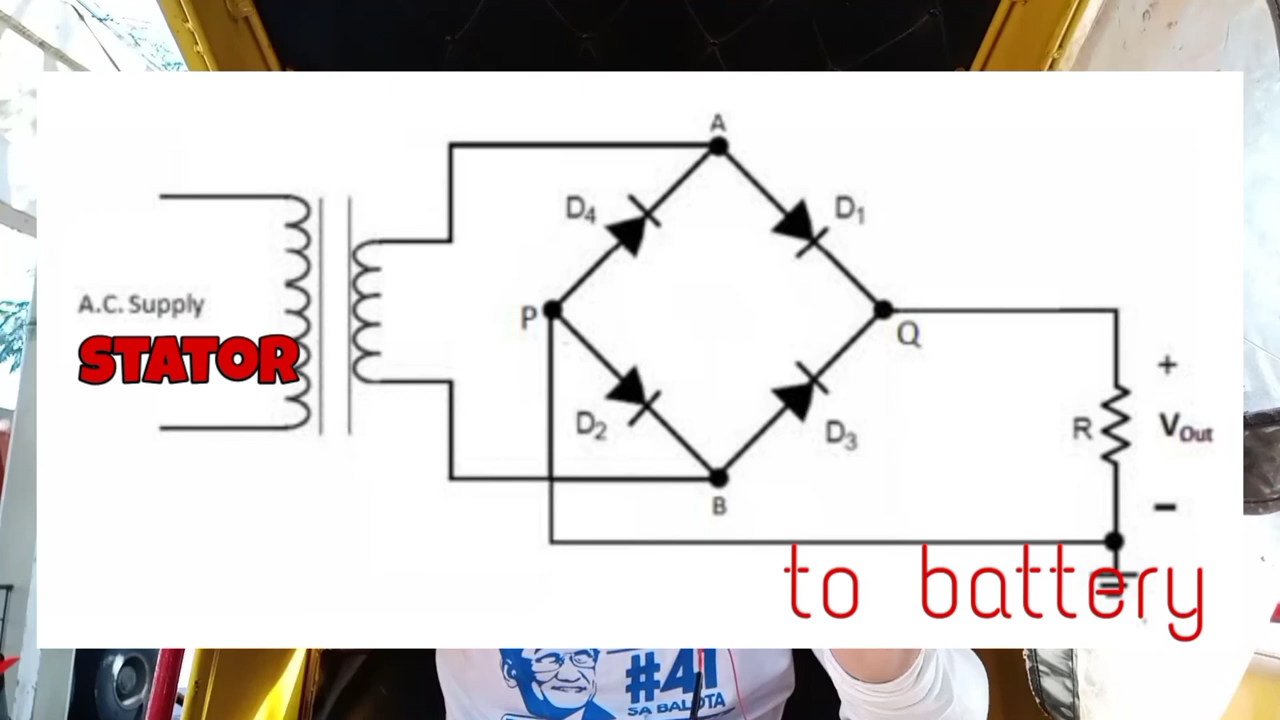 A
D4
D1
A.C. Supply
STATOR
P
Q
+
R
VOut
D2
D3
-
B
to battery
#41
SA BALOTA